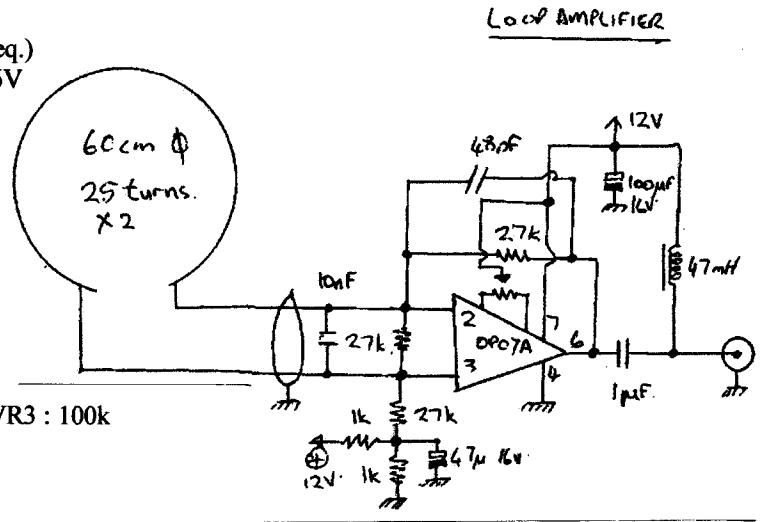 LOOP AMPLIFIER
eq.)
5V
60cm ϕ
25 turns.
x 2
12V
48pF
100µF
16V.
27k
47mH
10nF
2
7
OP07A
6
27k
3
4
1µF.
VR3 : 100k
1k
27k
12V.
1k
47µ 16v.